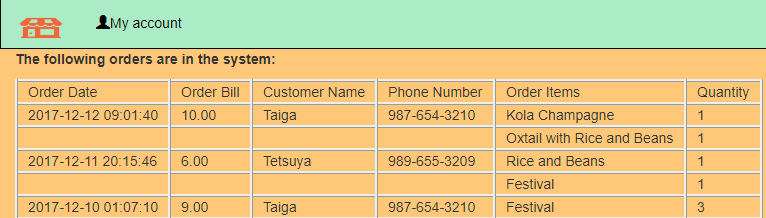 My account
The following orders are in the system:
Order Date Order Bill Customer Name Phone Number Order Items Quantity
2017-12-12 09:01:40 10.00 Taiga 987-654-3210 Kola Champagne 1
Oxtail with Rice and Beans 1
2017-12-11 20:15:46 6.00 Tetsuya 989-655-3209 Rice and Beans 1
Festival 1
2017-12-10 01:07:10 9.00 Taiga 987-654-3210 Festival 3